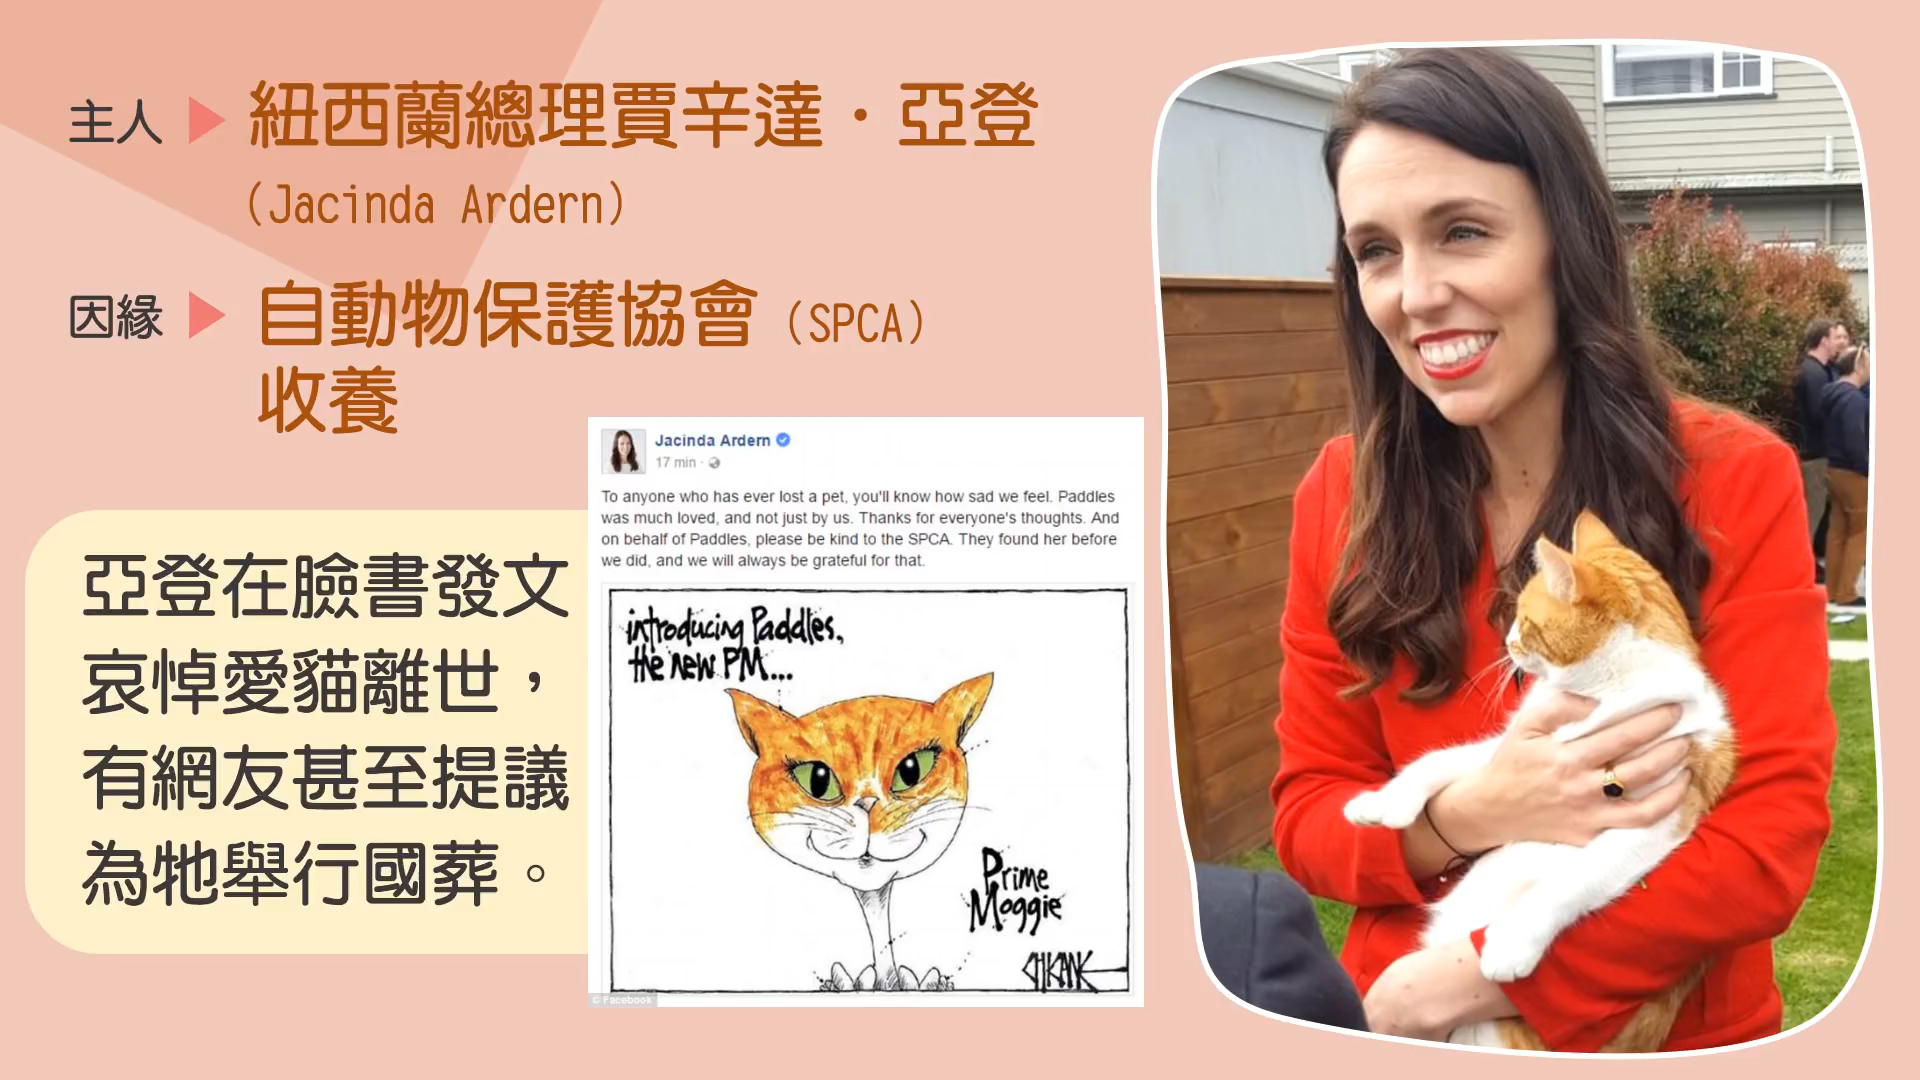 主人 ▶ 紐西蘭總理賈辛達・亞登
(Jacinda Ardern)
因緣 ▶ 自動物保護協會 (SPCA)
收養
亞登在臉書發文
哀悼愛貓離世，
有網友甚至提議
為牠舉行國葬。
Jacinda Ardern
17 min ·
To anyone who has ever lost a pet, you'll know how sad we feel. Paddles
was much loved, and not just by us. Thanks for everyone's thoughts. And
on behalf of Paddles, please be kind to the SPCA. They found her before
we did, and we will always be grateful for that.
introducing Paddles,
the new PM...
Prime
Moggie
© Facebook